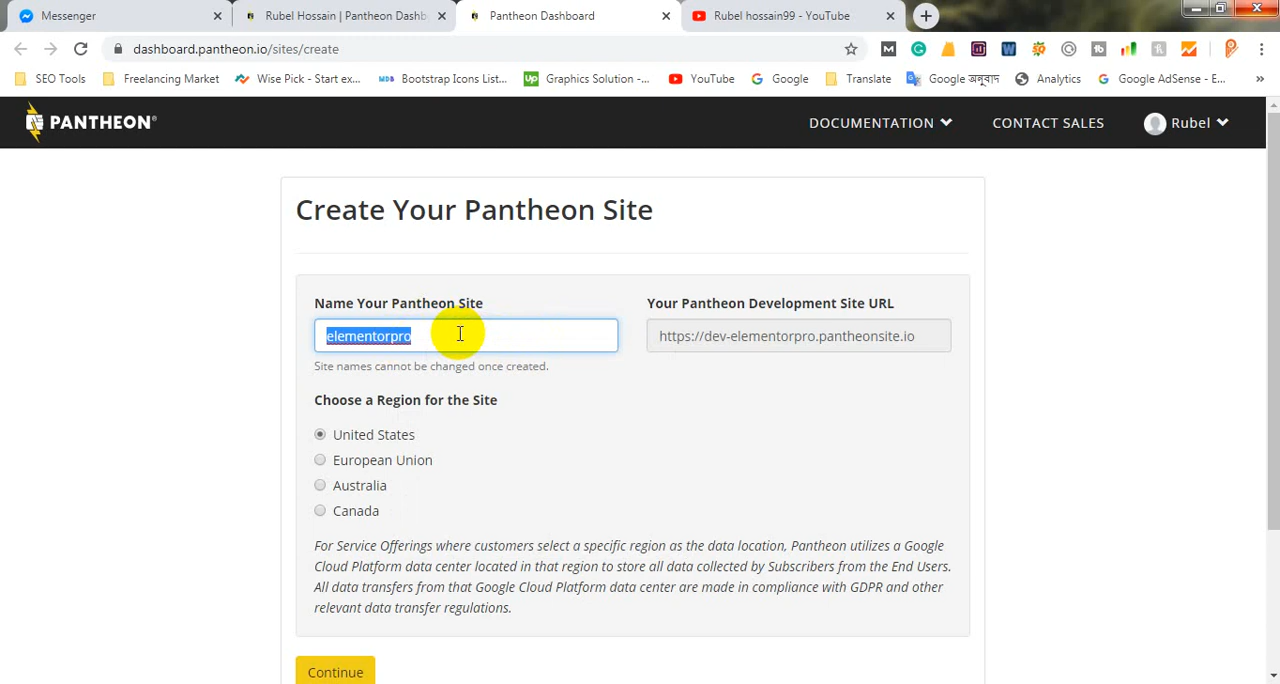 Messenger
Rubel Hossain | Pantheon Dashb
Pantheon Dashboard
Rubel hossain99 - YouTube
dashboard.pantheon.io/sites/create
SEO Tools
Freelancing Market
Wise Pick - Start ex...
MDB Bootstrap Icons List...
Up Graphics Solution -...
YouTube
Google
Translate
Google অনুবাদ
Analytics
Google AdSense - E...
PANTHEON®
DOCUMENTATION
CONTACT SALES
Rubel
Create Your Pantheon Site
Name Your Pantheon Site
Your Pantheon Development Site URL
elementorpro
https://dev-elementorpro.pantheonsite.io
Site names cannot be changed once created.
Choose a Region for the Site
United States
European Union
Australia
Canada
For Service Offerings where customers select a specific region as the data location, Pantheon utilizes a Google
Cloud Platform data center located in that region to store all data collected by Subscribers from the End Users.
All data transfers from that Google Cloud Platform data center are made in compliance with GDPR and other
relevant data transfer regulations.
Continue